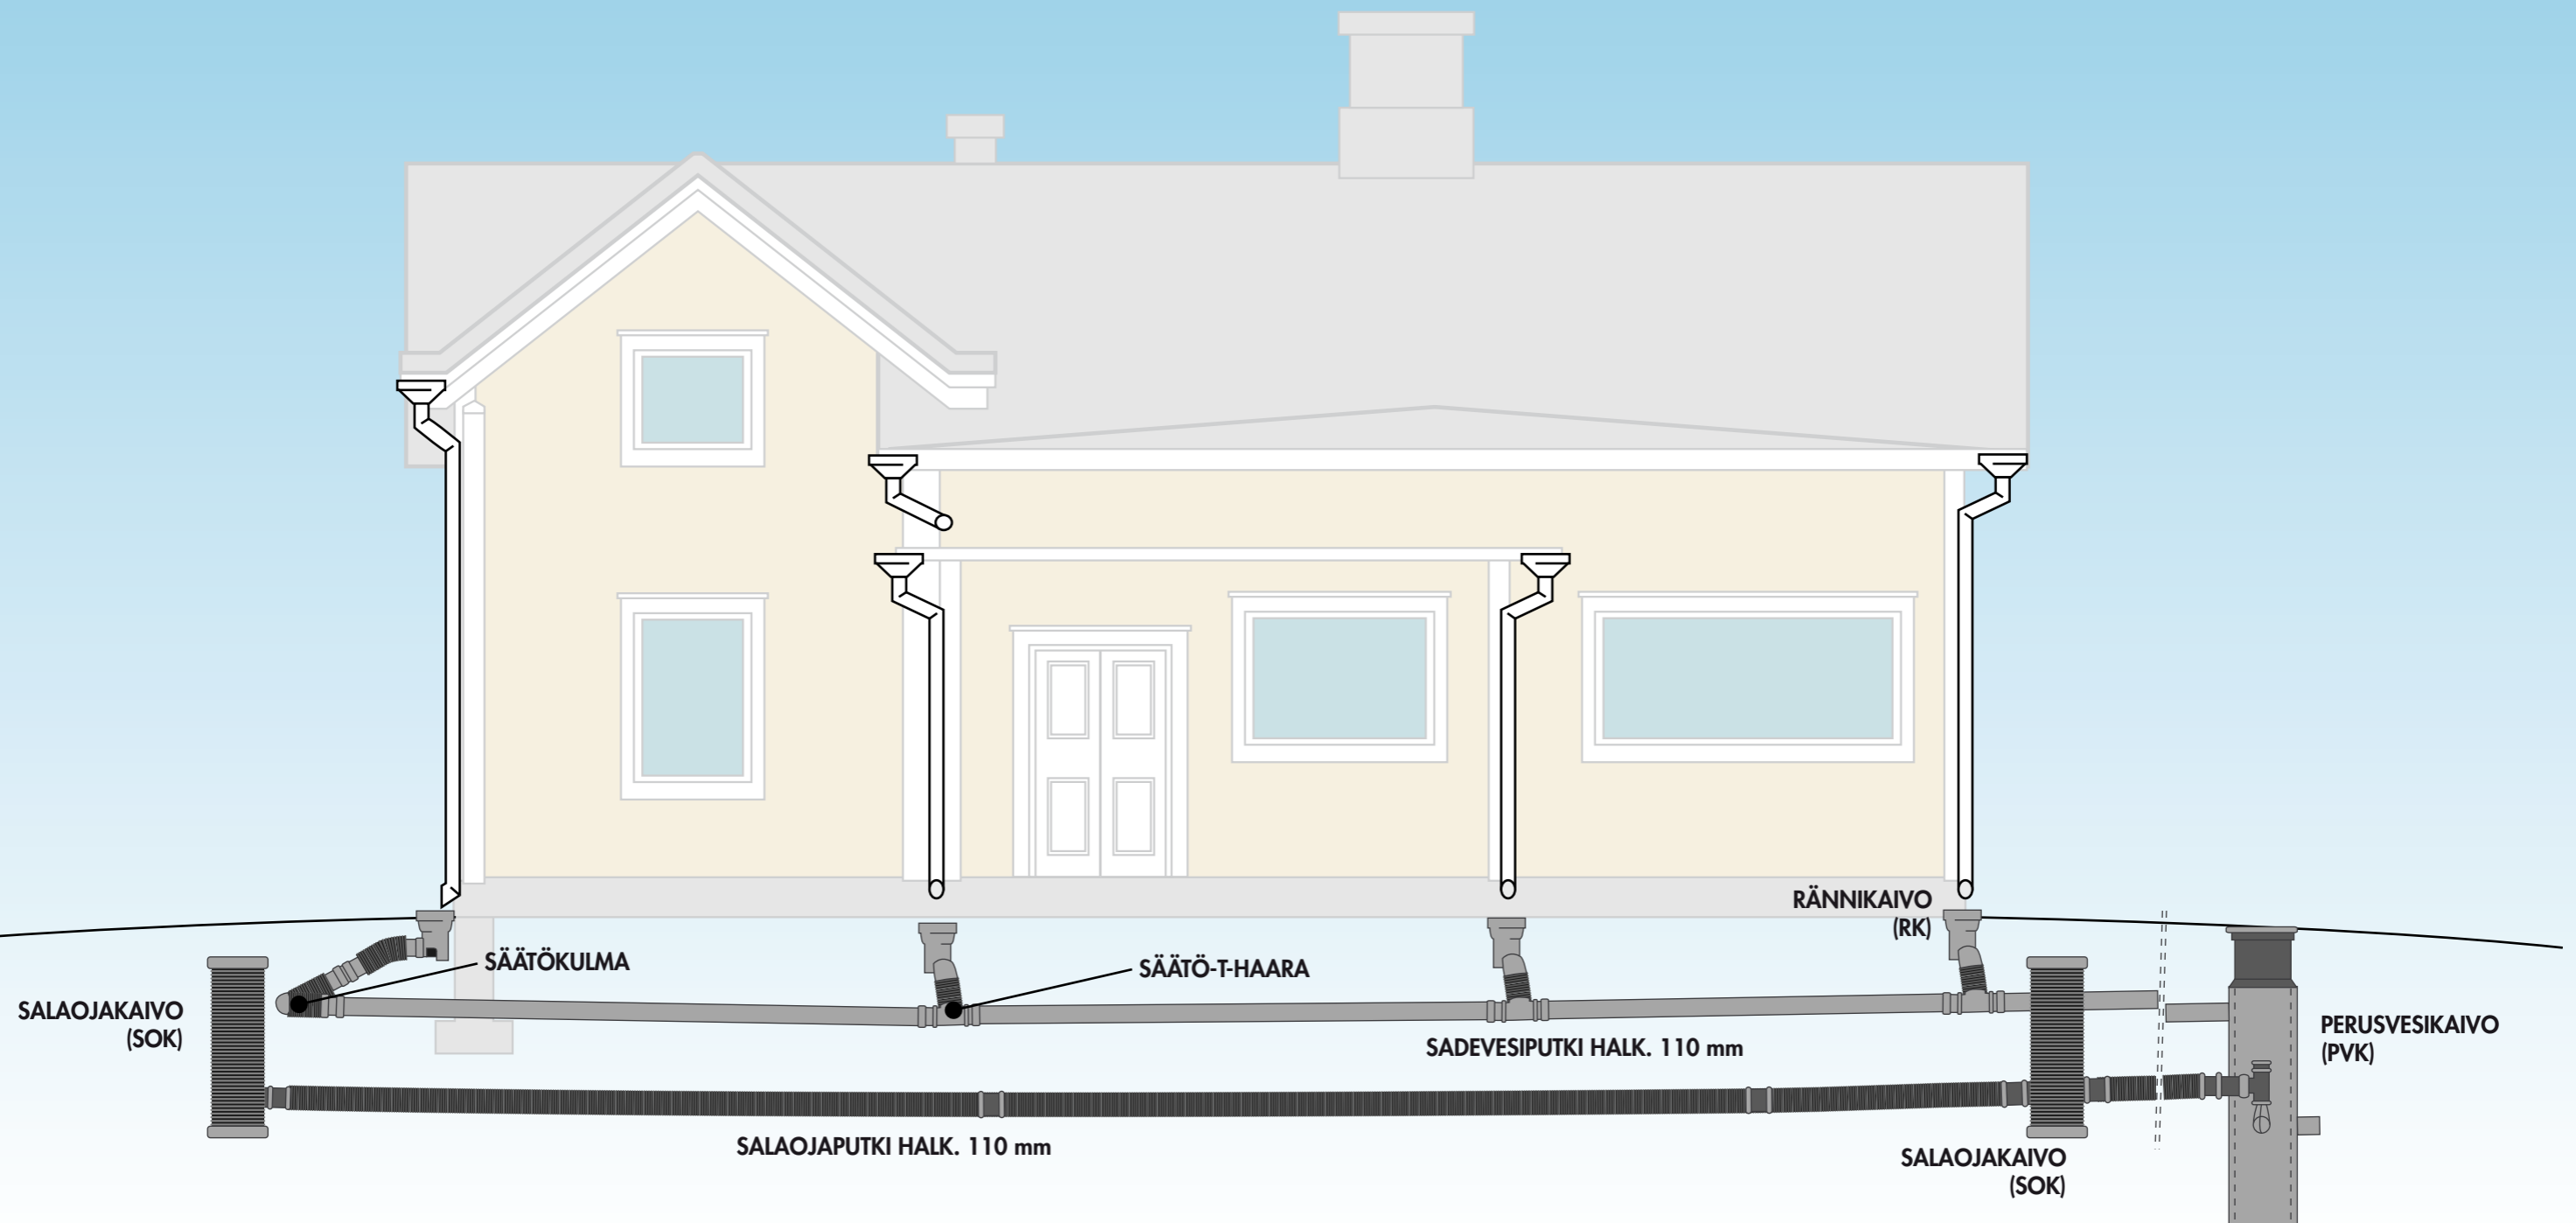 RÄNNIKAIVO
(RK)
SÄÄTÖKULMA
SÄÄTÖ-T-HAARA
SALAOJAKAIVO
(SOK)
SADEVESIPUTKI HALK. 110 mm
PERUSVESIKAIVO
(PVK)
SALAOJAPUTKI HALK. 110 mm
SALAOJAKAIVO
(SOK)